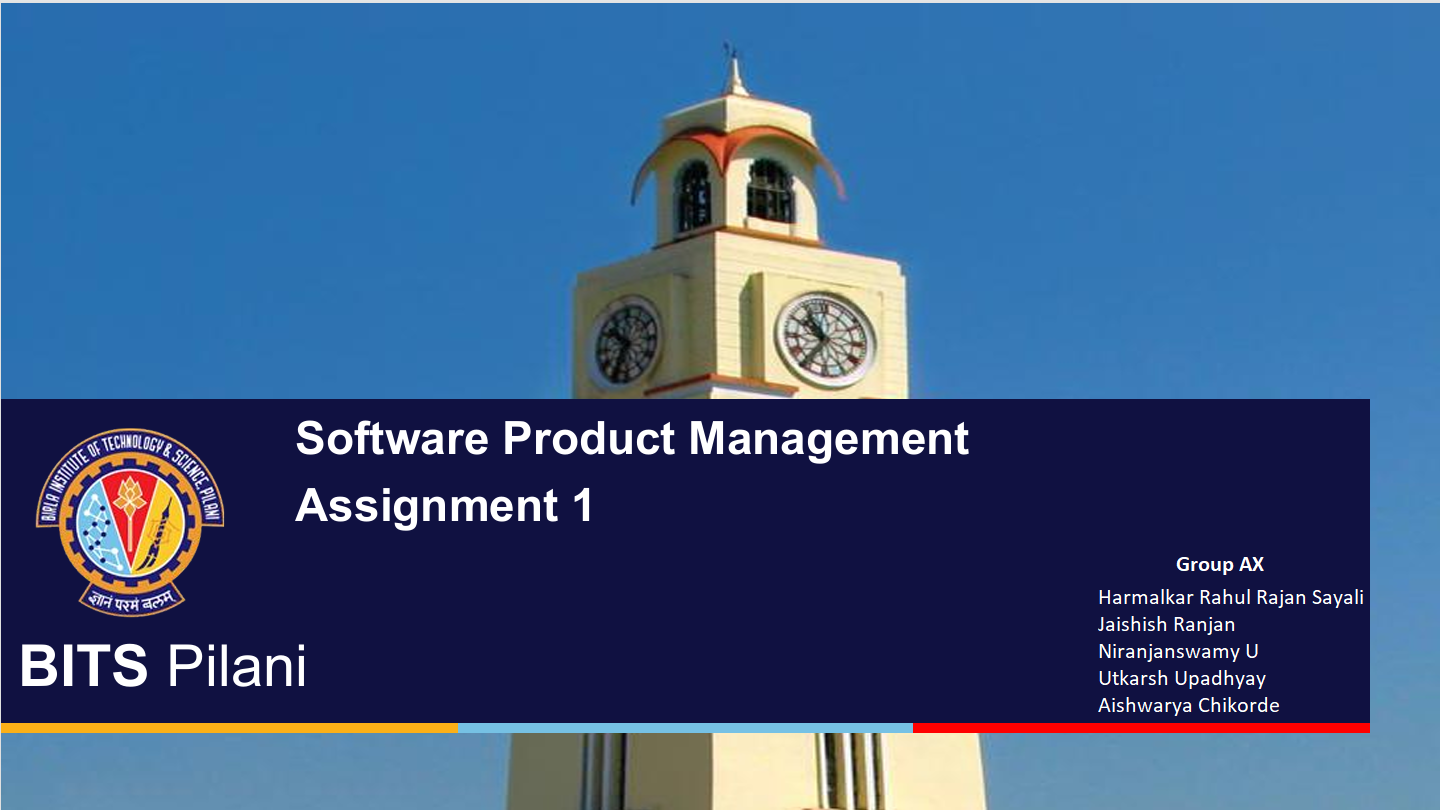 Software Product Management
Assignment 1
BIRLA INSTITUTE OF TECHNOLOGY & SCIENCE, PILANI
ज्ञानं परमं बलम्
BITS Pilani
Group AX
Harmalkar Rahul Rajan Sayali
Jaishish Ranjan
Niranjanswamy U
Utkarsh Upadhyay
Aishwarya Chikorde